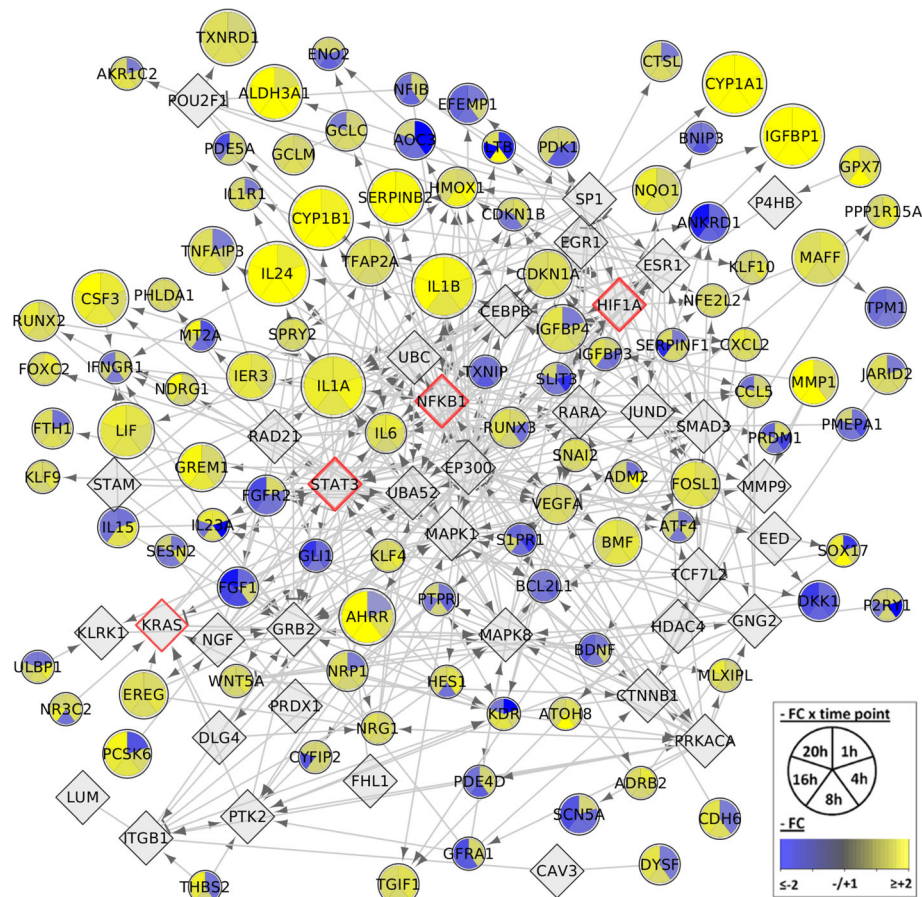 TXNRD1
ENO2
CTSL
AKR1C2
ALDH3A1
NFIB
EFEMP1
CYP1A1
POU2F1
GCLC
AOC3
LTB
BNIP3
IGFBP1
PDE5A
GCLM
PDK1
IL1R1
SERPINB2
HMOX1
SP1
NQO1
P4HB
GPX7
CYP1B1
CDKN1B
ANKRD1
PPP1R15A
TNFAIP3
EGR1
IL24
TFAP2A
IL1B
CDKN1A
ESR1
KLF10
MAFF
CSF3
PHLDA1
CEBPB
HIF1A
NFE2L2
TPM1
RUNX2
MT2A
SPRY2
IGFBP4
SERPINF1
CXCL2
FOXC2
IFNGR1
UBC
TXNIP
IGFBP3
NDRG1
IER3
IL1A
SLIT3
CCL5
MMP1
JARID2
NFKB1
RARA
JUND
FTH1
LIF
RAD21
IL6
RUNX3
SMAD3
PRDM1
PMEPA1
SNAI2
KLF9
STAM
GREM1
FGFR2
STAT3
UBA52
EP300
ADM2
FOSL1
MMP9
VEGFA
IL15
IL23A
MAPK1
ATF4
S1PR1
BMF
EED
SESN2
GLI1
KLF4
SOX17
FGF1
BCL2L1
TCF7L2
PTPRJ
DKK1
P2RY1
KLRK1
KRAS
NGF
GRB2
AHRR
MAPK8
HDAC4
GNG2
ULBP1
BDNF
NRP1
WNT5A
HES1
MLXIPL
NR3C2
EREG
CTNNB1
PRDX1
KDR
ATOH8
NRG1
DLG4
PRKACA
PCSK6
CYFIP2
FHL1
PDE4D
ADRB2
LUM
PTK2
SCN5A
CDH6
ITGB1
GFRA1
CAV3
DYSF
THBS2
TGIF1
- FC x time point
20h
1h
16h
4h
8h
- FC
≤-2
-/+1
≥+2